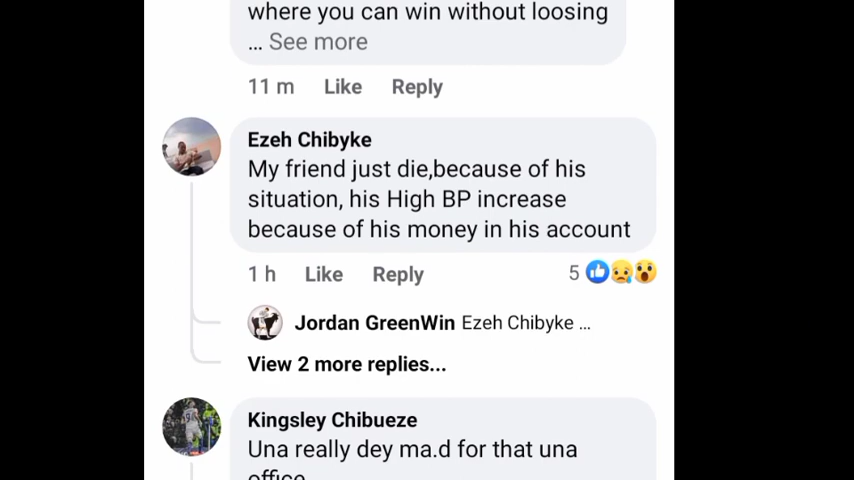 where you can win without loosing
... See more
11 m Like Reply
Ezeh Chibyke
My friend just die,because of his
situation, his High BP increase
because of his money in his account
1 h Like Reply 5
Jordan GreenWin Ezeh Chibyke ...
View 2 more replies...
Kingsley Chibueze
Una really dey ma.d for that una
office